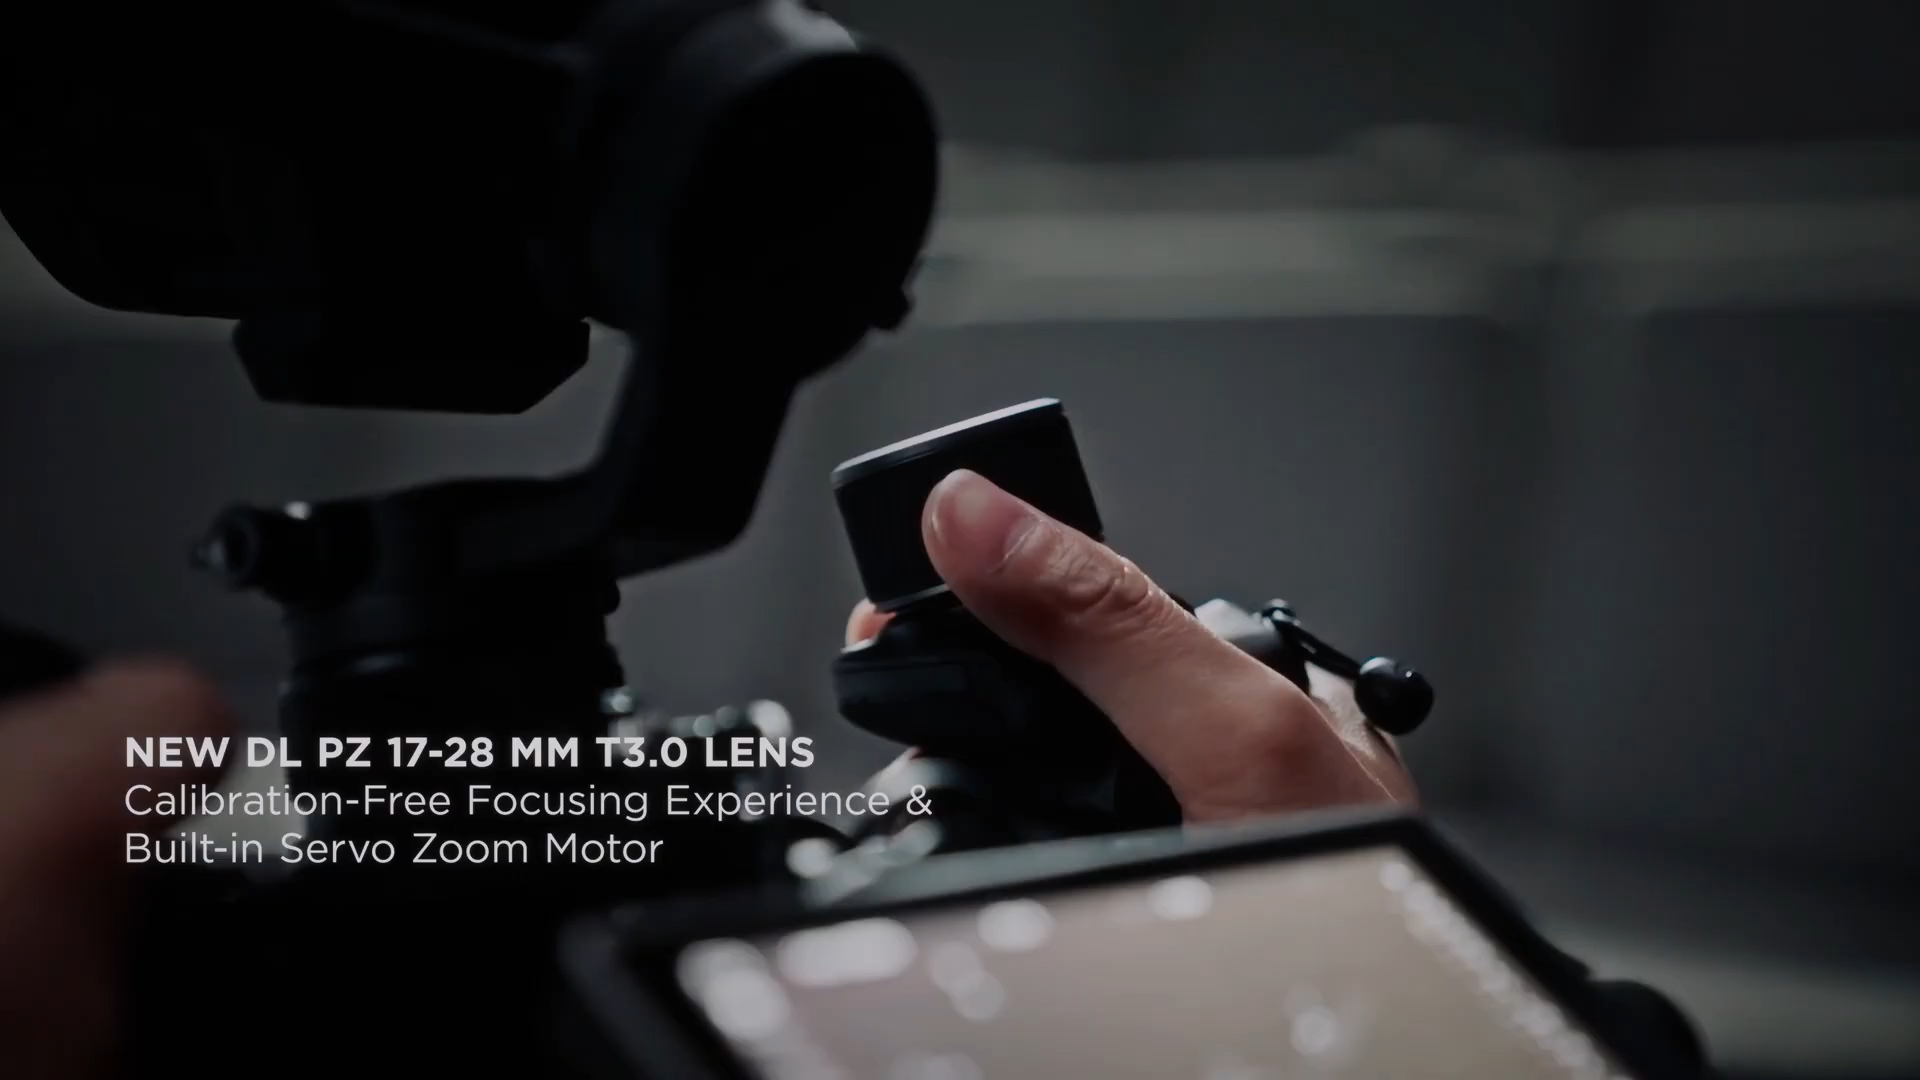 NEW DL PZ 17-28 MM T3.0 LENS
Calibration-Free Focusing Experience &
Built-in Servo Zoom Motor